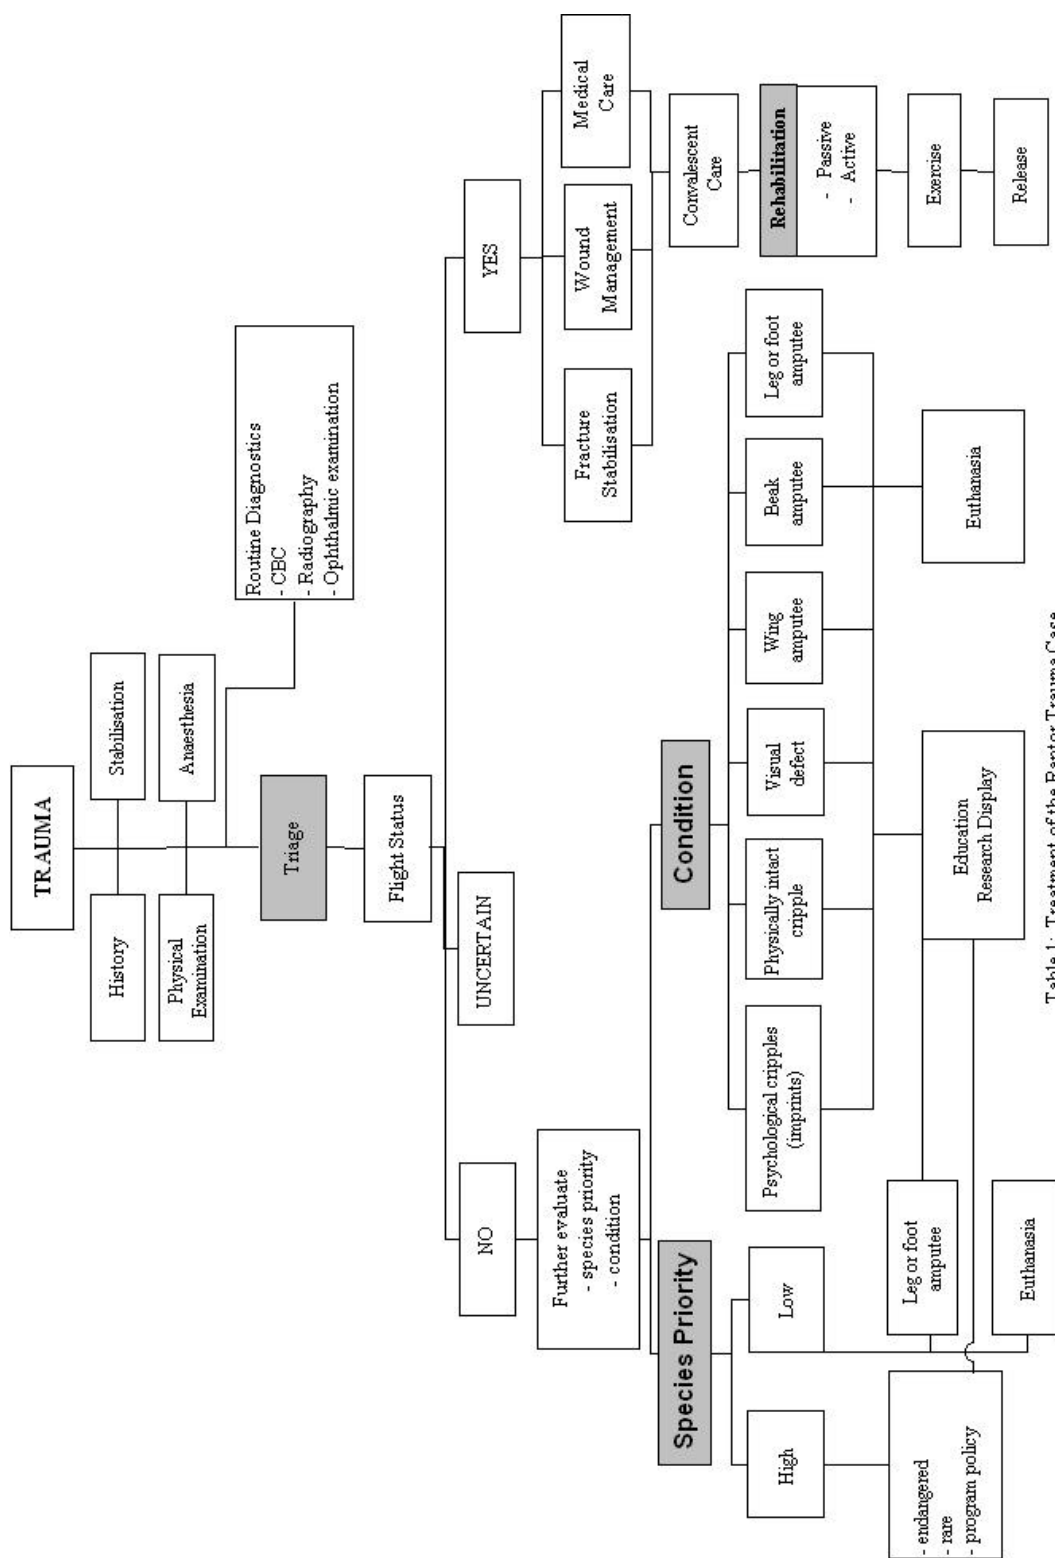 TRAUMA
History
Stabilisation
Physical
Examination
Anaesthesia
Routine Diagnostics
- CBC
- Radiography
- Ophthalmic examination
Triage
Flight Status
NO
UNCERTAIN
YES
Further evaluate
- species priority
- condition
Fracture
Stabilisation
Wound
Management
Medical
Care
Species Priority
Condition
Convalescent
Care
High
Low
Psychological cripples
(imprints)
Physically intact
cripple
Visual
defect
Wing
amputee
Beak
amputee
Leg or foot
amputee
Rehabilitation
- Passive
- Active
- endangered
- rare
- program policy
Leg or foot
amputee
Education
Research Display
Euthanasia
Exercise
Euthanasia
Release
Table 1: Treatment of the Raptor Trauma Case